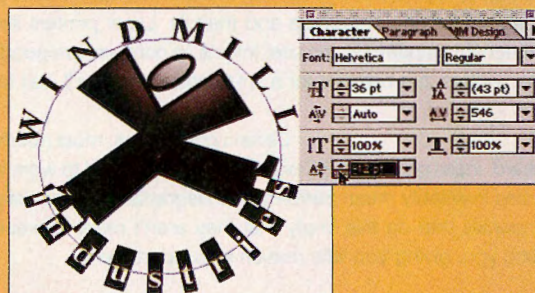 WINDMILL
industries
Character Paragraph MM Design
Font: Helvetica Regular
36 pt (43 pt)
Auto 546
100% 100%